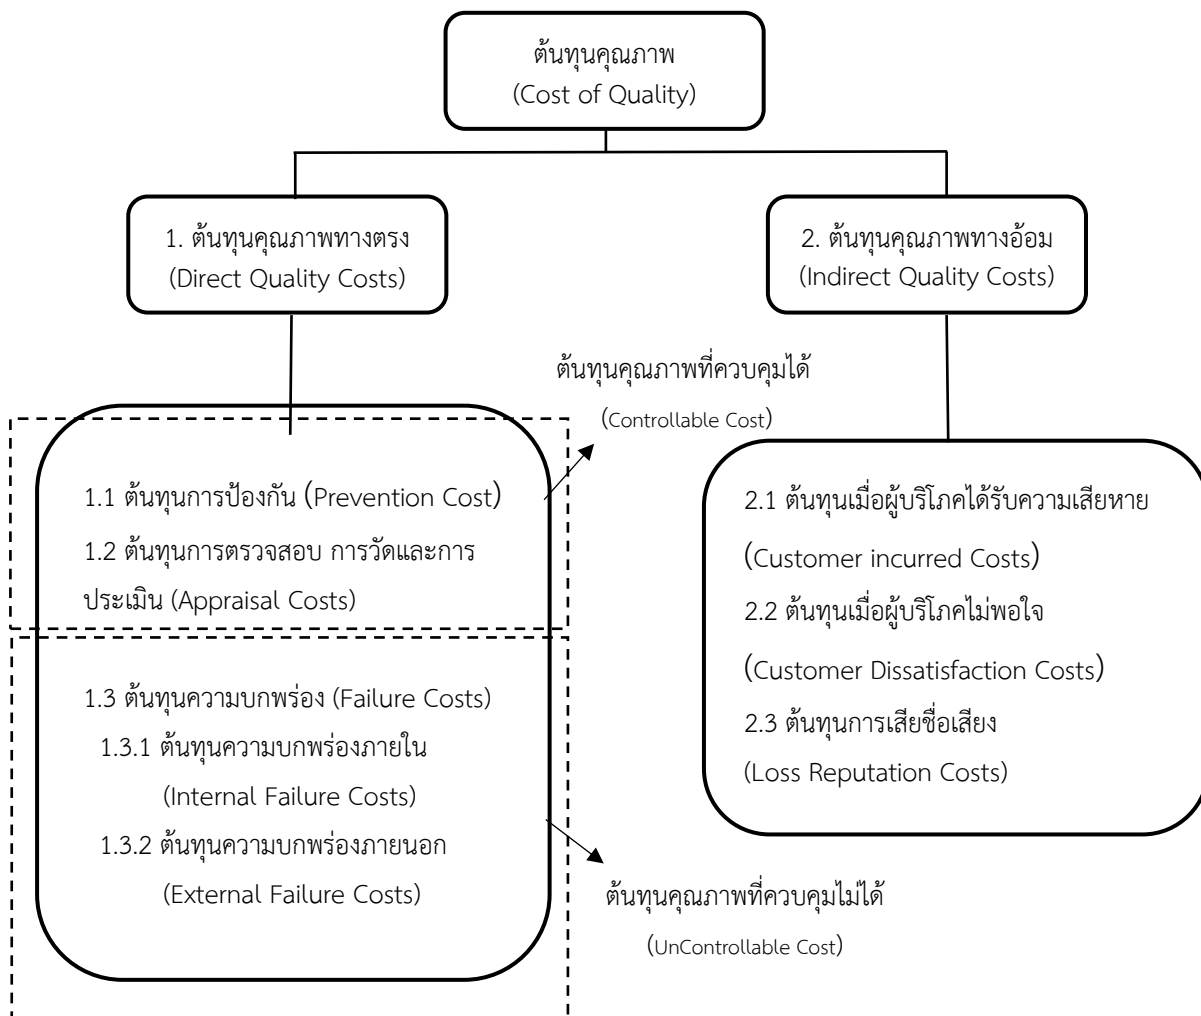 ต้นทุนคุณภาพ
(Cost of Quality)
1. ต้นทุนคุณภาพทางตรง
(Direct Quality Costs)
2. ต้นทุนคุณภาพทางอ้อม
(Indirect Quality Costs)
ต้นทุนคุณภาพที่ควบคุมได้
(Controllable Cost)
1.1 ต้นทุนการป้องกัน (Prevention Cost)
1.2 ต้นทุนการตรวจสอบ การวัดและการ
ประเมิน (Appraisal Costs)
1.3 ต้นทุนความบกพร่อง (Failure Costs)
1.3.1 ต้นทุนความบกพร่องภายใน
(Internal Failure Costs)
1.3.2 ต้นทุนความบกพร่องภายนอก
(External Failure Costs)
ต้นทุนคุณภาพที่ควบคุมไม่ได้
(UnControllable Cost)
2.1 ต้นทุนเมื่อผู้บริโภคได้รับความเสียหาย
(Customer incurred Costs)
2.2 ต้นทุนเมื่อผู้บริโภคไม่พอใจ
(Customer Dissatisfaction Costs)
2.3 ต้นทุนการเสียชื่อเสียง
(Loss Reputation Costs)